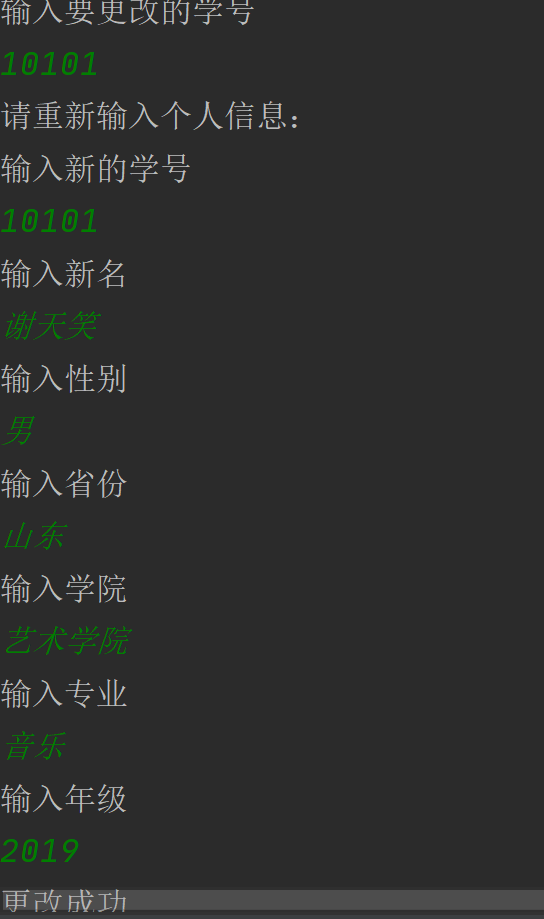 输入要更改的学号
10101
请重新输入个人信息:
输入新的学号
10101
输入新名
谢天笑
输入性别
男
输入省份
山东
输入学院
艺术学院
输入专业
音乐
输入年级
2019
更改成功